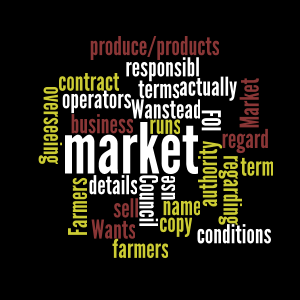 produce/products
responsibl
contract
terms
actually
operators
Wanstead
Market
overseeing
business
runs
FOI
regard
market
authority
regarding
term
details
Council
esn
Farmers
sell
name
Wants
copy
conditions
farmers